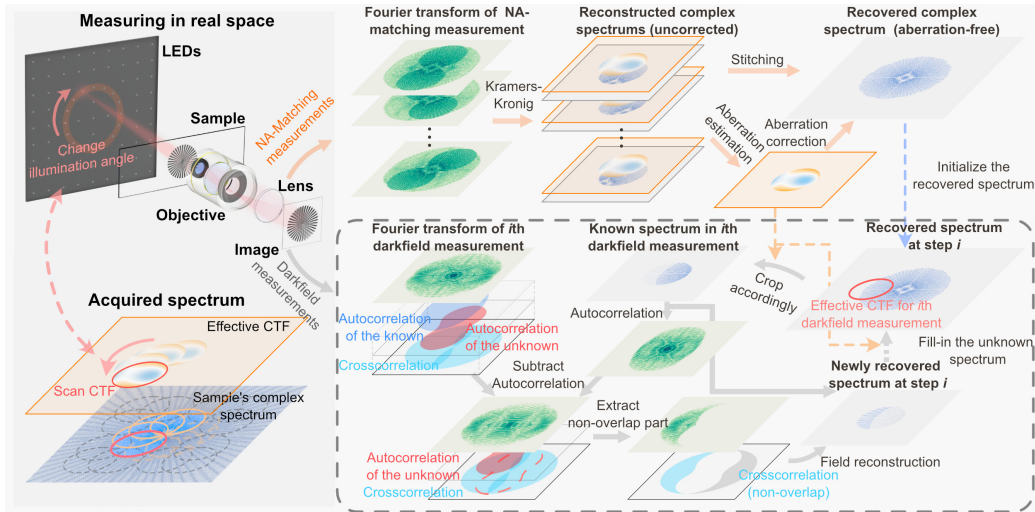 Measuring in real space
LEDs
Change
illumination angle
Sample
Objective
Lens
Image
NA-Matching
measurements
Darkfield
measurements
Acquired spectrum
Effective CTF
Scan CTF
Sample's complex
spectrum
Fourier transform of NA-
matching measurement
Kramers-
Kronig
Reconstructed complex
spectrums (uncorrected)
Stitching
Aberration
estimation
Aberration
correction
Recovered complex
spectrum (aberration-free)
Initialize the
recovered spectrum
Fourier transform of ith
darkfield measurement
Autocorrelation
of the known
Autocorrelation
of the unknown
Crosscorrelation
Subtract
Autocorrelation
Known spectrum in ith
darkfield measurement
Autocorrelation
Crop
accordingly
Recovered spectrum
at step i
Effective CTF for ith
darkfield measurement
Fill-in the unknown
spectrum
Newly recovered
spectrum at step i
Extract
non-overlap part
Autocorrelation
of the unknown
Crosscorrelation
Crosscorrelation
(non-overlap)
Field reconstruction